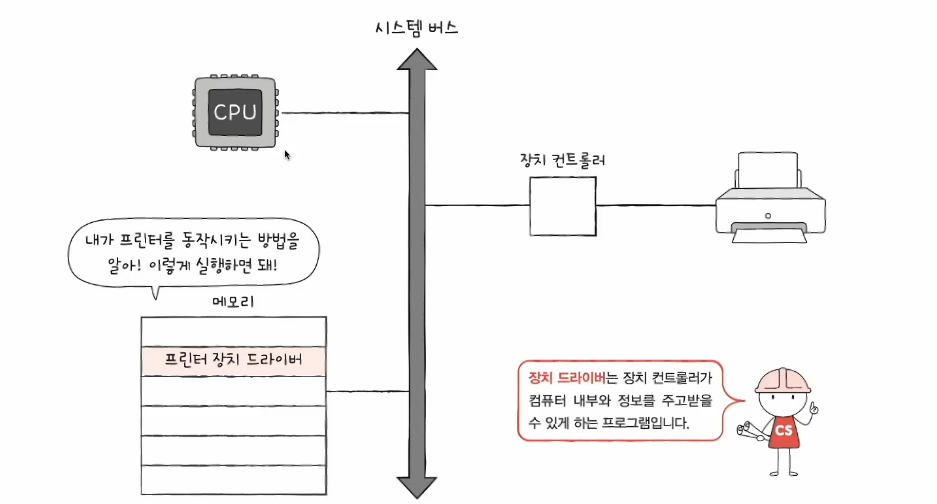 시스템 버스
CPU
장치 컨트롤러
내가 프린터를 동작시키는 방법을
알아! 이렇게 실행하면 돼!
메모리
프린터 장치 드라이버
장치 드라이버는 장치 컨트롤러가
컴퓨터 내부와 정보를 주고받을
수 있게 하는 프로그램입니다.
CS